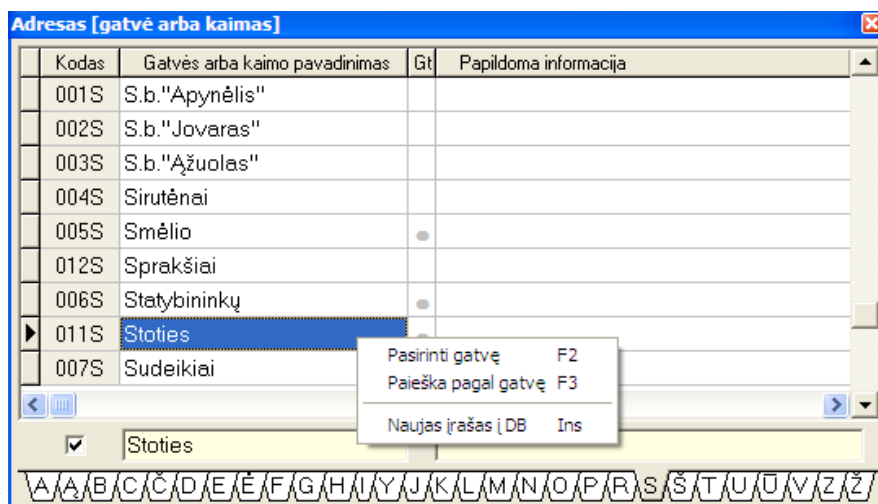 Adresas [gatvė arba kaimas]
Kodas Gatvės arba kaimo pavadinimas Gt Papildoma informacija
001S S.b."Apynėlis"
002S S.b."Jovaras"
003S S.b."Ąžuolas"
004S Sirutėnai
005S Smėlio
012S Sprakšiai
006S Statybininkų
011S Stoties
007S Sudeikiai
Pasirinti gatvę F2
Paieška pagal gatvę F3
Naujas įrašas į DB Ins
Stoties
A Ą B C Č D E Ė F G H I Y J K L M N O P R S Š T U Ū V Z Ž